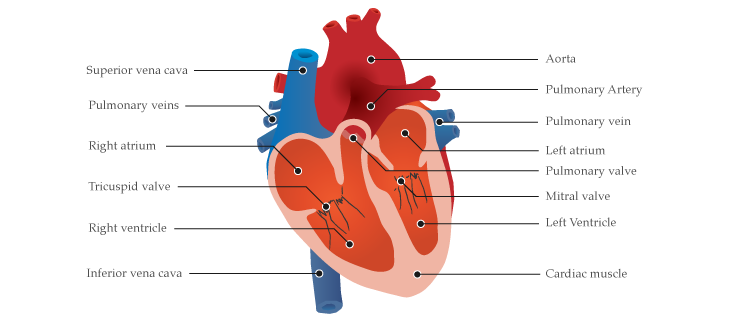 Superior vena cava
Pulmonary veins
Right atrium
Tricuspid valve
Right ventricle
Inferior vena cava
Aorta
Pulmonary Artery
Pulmonary vein
Left atrium
Pulmonary valve
Mitral valve
Left Ventricle
Cardiac muscle